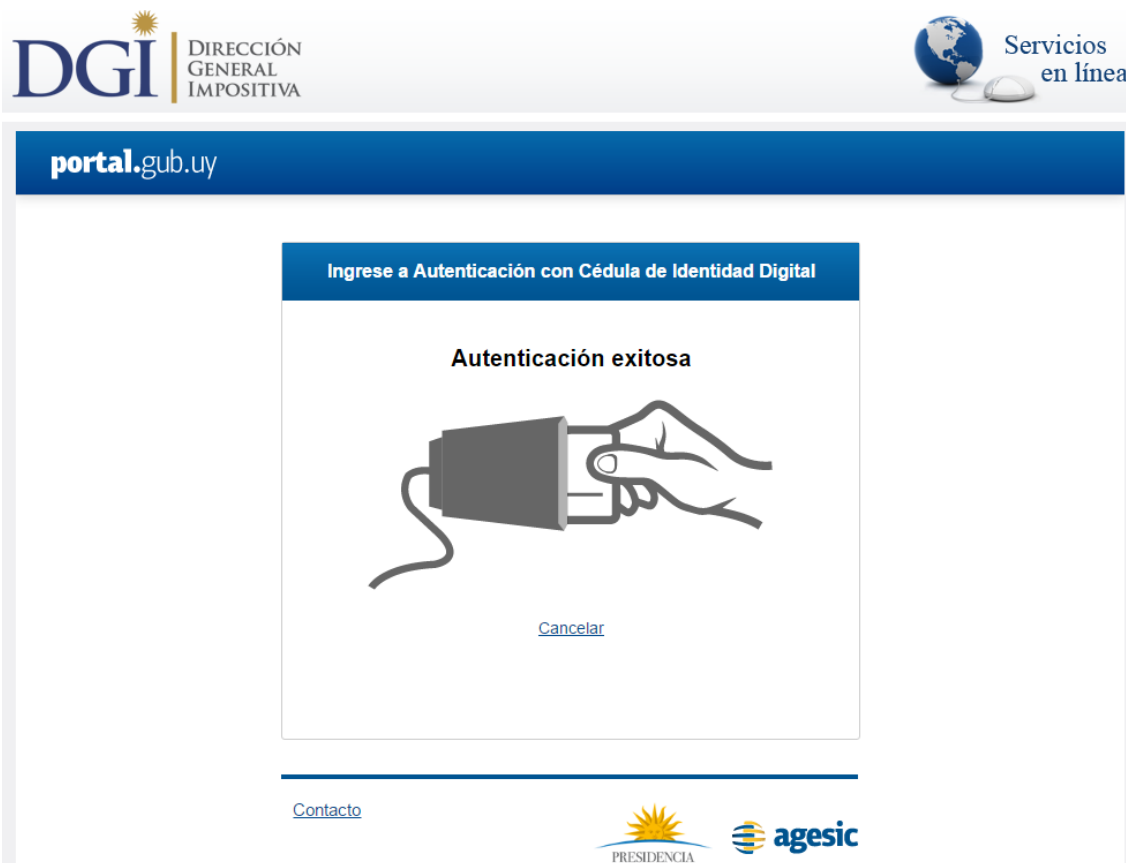 DGI
DIRECCIÓN
GENERAL
IMPOSITIVA
Servicios
en línea
portal.gub.uy
Ingrese a Autenticación con Cédula de Identidad Digital
Autenticación exitosa
Cancelar
Contacto
PRESIDENCIA
agesic